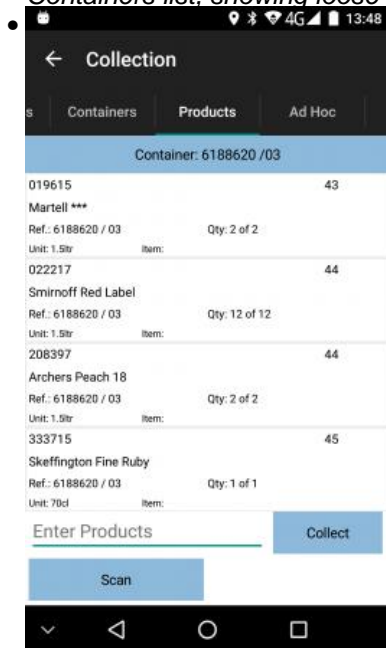 Containers list, showing loose
4G 13:48
Collection
s Containers Products Ad Hoc
Container: 6188620 /03
019615 43
Martell ***
Ref.: 6188620 / 03 Qty: 2 of 2
Unit: 1.5ltr Item:
022217 44
Smirnoff Red Label
Ref.: 6188620 / 03 Qty: 12 of 12
Unit: 1.5ltr Item:
208397 44
Archers Peach 18
Ref.: 6188620 / 03 Qty: 2 of 2
Unit: 1.5ltr Item:
333715 45
Skeffington Fine Ruby
Ref.: 6188620 / 03 Qty: 1 of 1
Unit: 70cl Item:
Enter Products Collect
Scan